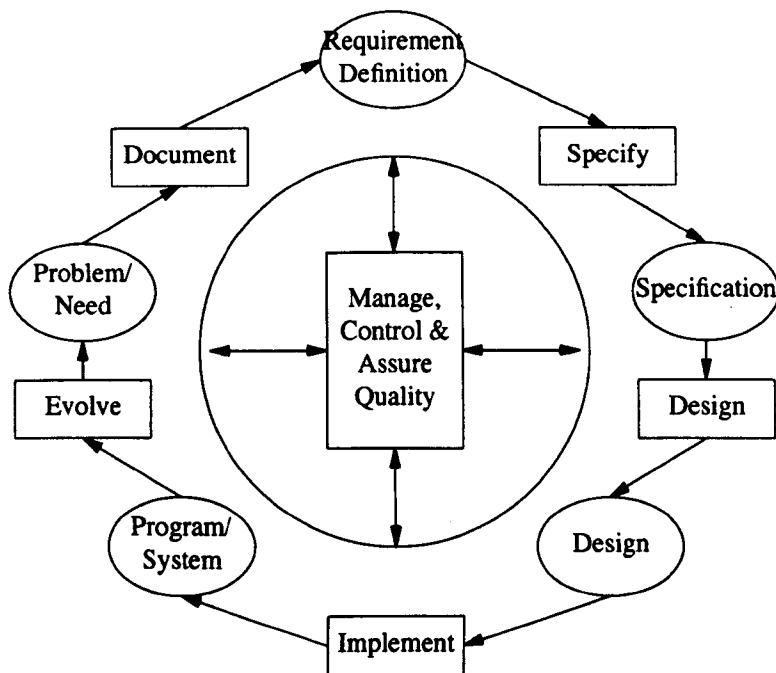 Requirement
Definition
Document
Specify
Problem/
Need
Manage,
Control &
Assure
Quality
Specification
Evolve
Design
Program/
System
Design
Implement